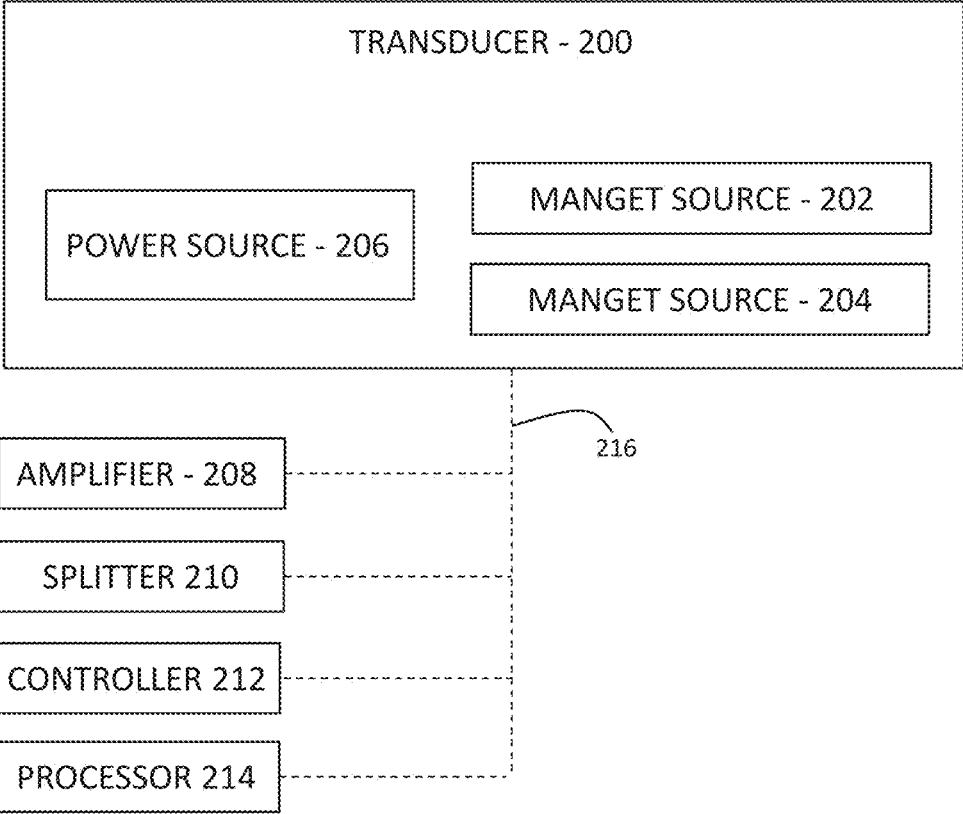 TRANSDUCER - 200
MANGET SOURCE - 202
POWER SOURCE - 206
MANGET SOURCE - 204
216
AMPLIFIER - 208
SPLITTER 210
CONTROLLER 212
PROCESSOR 214